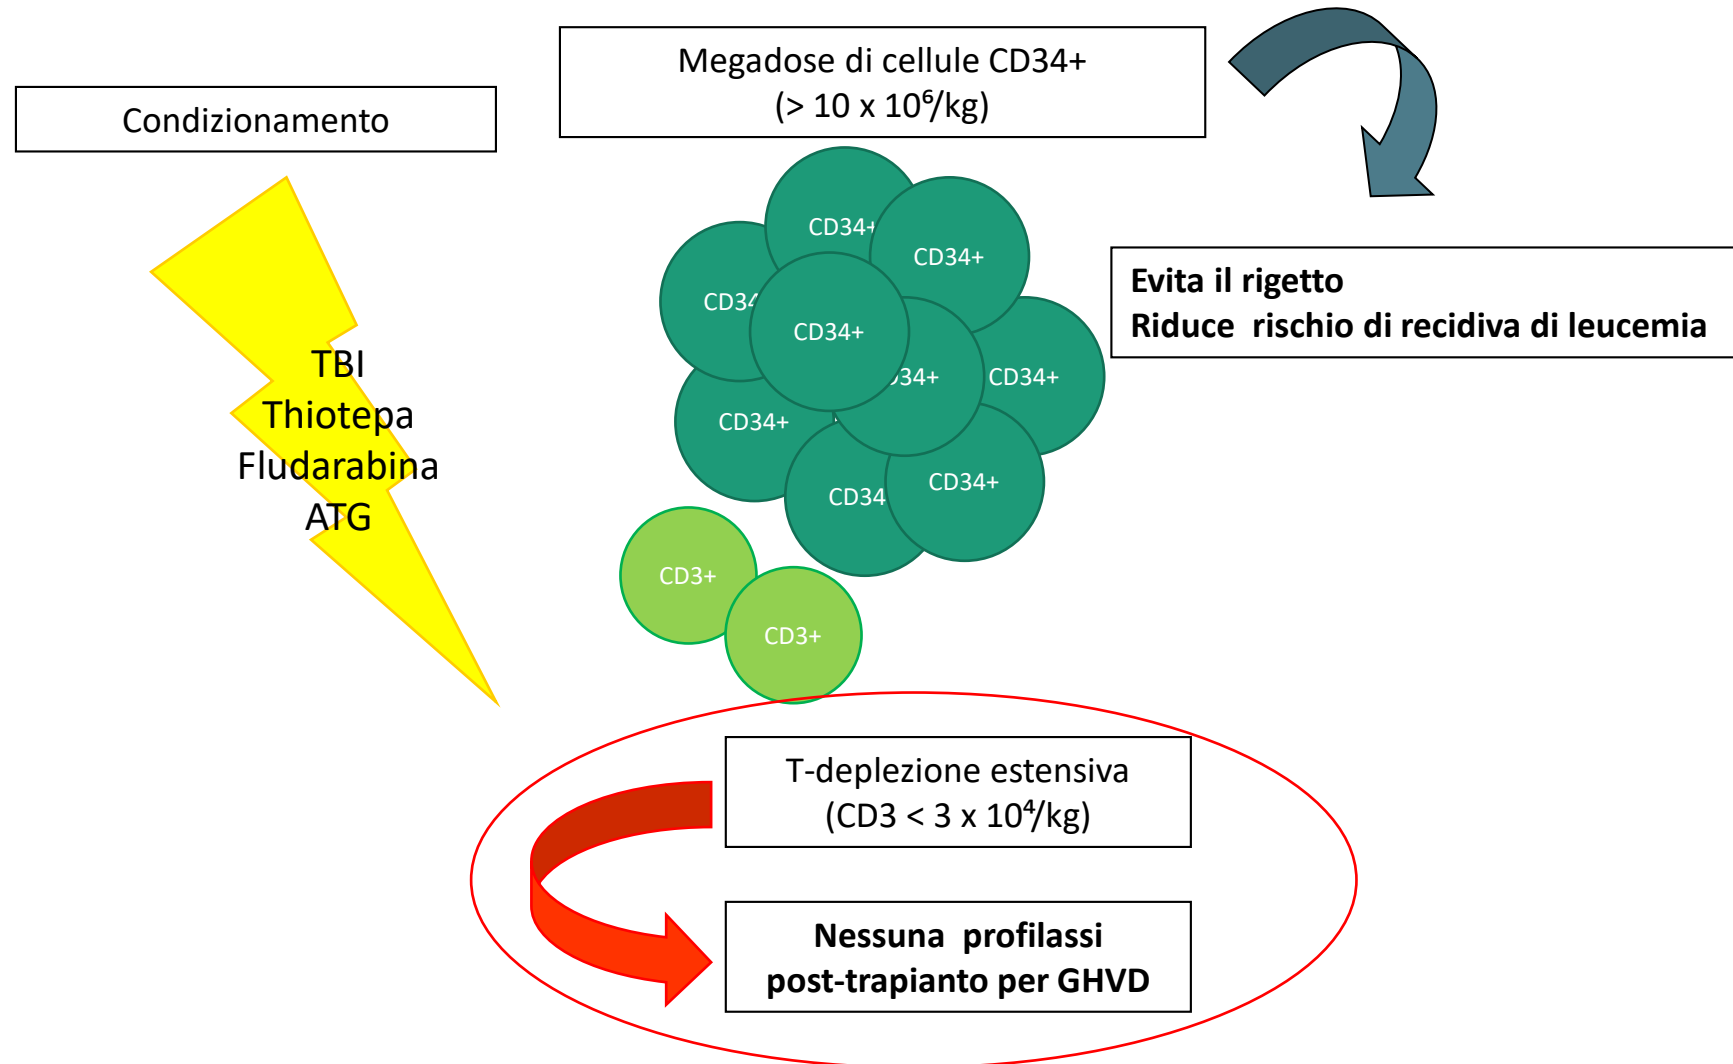 Condizionamento
Megadose di cellule CD34+
(> 10 x 10⁶/kg)
Evita il rigetto
Riduce rischio di recidiva di leucemia
TBI
Thiotepa
Fludarabina
ATG
CD34+
CD34+
CD34
CD34+
CD34+
CD34+
CD34+
CD34
CD34+
CD3+
CD3+
T-deplezione estensiva
(CD3 < 3 x 10⁴/kg)
Nessuna profilassi
post-trapianto per GHVD